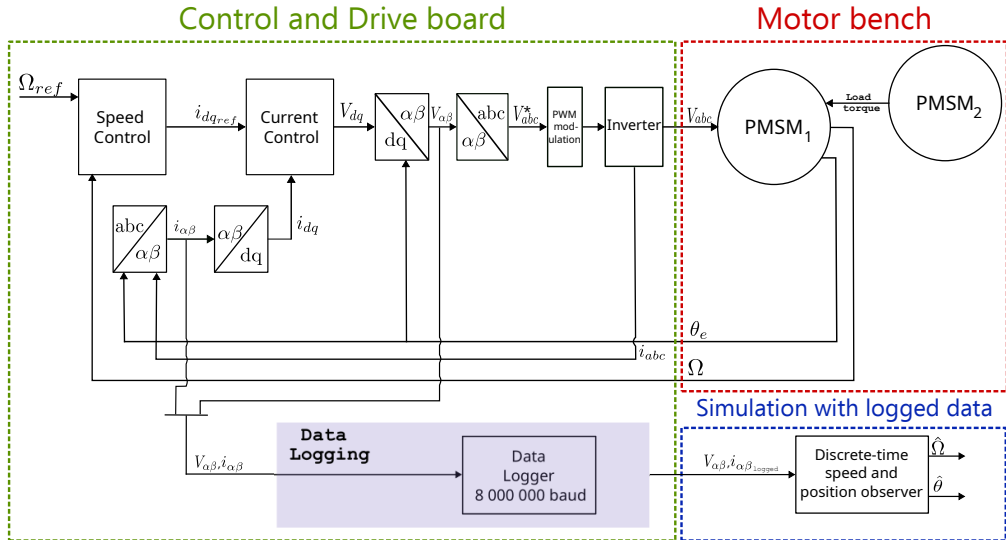 Control and Drive board
Motor bench
Ω_ref
Speed
Control
i_dq_ref
Current
Control
V_dq
αβ
dq
V_αβ
abc
αβ
V*_abc
PWM
mod-
ulation
Inverter
V_abc
PMSM_1
Load
torque
PMSM_2
abc
αβ
i_αβ
αβ
dq
i_dq
θ_e
i_abc
Ω
Simulation with logged data
Data
Logging
V_αβ,i_αβ
Data
Logger
8 000 000 baud
V_αβ,i_αβ_logged
Discrete-time
speed and
position observer
Ω̂
θ̂